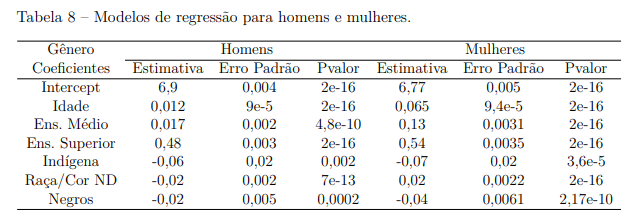 Tabela 8 – Modelos de regressão para homens e mulheres.
Gênero Homens Mulheres
Coeficientes Estimativa Erro Padrão Pvalor Estimativa Erro Padrão Pvalor
Intercept 6,9 0,004 2e-16 6,77 0,005 2e-16
Idade 0,012 9e-5 2e-16 0,065 9,4e-5 2e-16
Ens. Médio 0,017 0,002 4,8e-10 0,13 0,0031 2e-16
Ens. Superior 0,48 0,003 2e-16 0,54 0,0035 2e-16
Indígena -0,06 0,02 0,002 -0,07 0,02 3,6e-5
Raça/Cor ND -0,02 0,002 7e-13 0,02 0,0022 2e-16
Negros -0,02 0,005 0,0002 -0,04 0,0061 2,17e-10